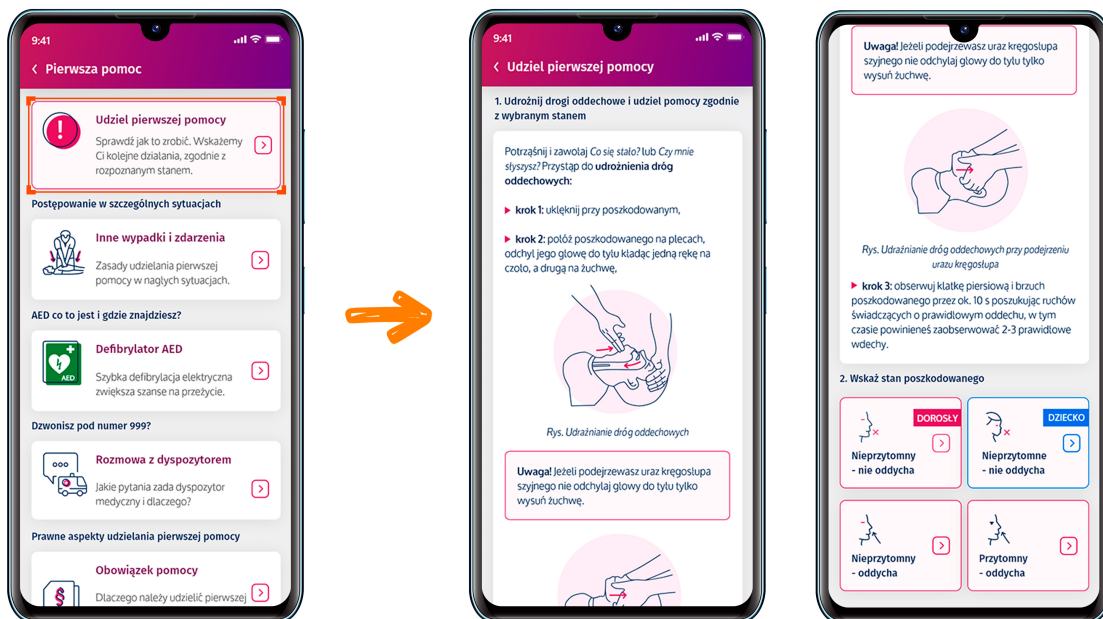 9:41
Pierwsza pomoc
Udziel pierwszej pomocy
Sprawdź jak to zrobić. Wskażemy
Ci kolejne działania, zgodnie z
rozpoznanym stanem.
Postępowanie w szczególnych sytuacjach
Inne wypadki i zdarzenia
Zasady udzielania pierwszej
pomocy w nagłych sytuacjach.
AED co to jest i gdzie znajdziesz?
AED
Defibrylator AED
Szybka defibrylacja elektryczna
zwiększa szanse na przeżycie.
Dzwonisz pod numer 999?
Rozmowa z dyspozytorem
Jakie pytania zada dyspozytor
medyczny i dlaczego?
Prawne aspekty udzielania pierwszej pomocy
§
Obowiązek pomocy
Dlaczego należy udzielić pierwszej
9:41
Udziel pierwszej pomocy
1. Udrożnij drogi oddechowe i udziel pomocy zgodnie
z wybranym stanem
Potrząśnij i zawołaj Co się stało? lub Czy mnie
słyszysz? Przystąp do udrożnienia dróg
oddechowych:
krok 1: uklęknij przy poszkodowanym,
krok 2: połóż poszkodowanego na plecach,
odchyl jego głowę do tyłu kładąc jedną rękę na
czoło, a drugą na żuchwę,
Rys. Udrażnianie dróg oddechowych
Uwaga! Jeżeli podejrzewasz uraz kręgosłupa
szyjnego nie odchylaj głowy do tyłu tylko
wysuń żuchwę.
Uwaga! Jeżeli podejrzewasz uraz kręgosłupa
szyjnego nie odchylaj głowy do tyłu tylko
wysuń żuchwę.
Rys. Udrażnianie dróg oddechowych przy podejrzeniu
urazu kręgosłupa
krok 3: obserwuj klatkę piersiową i brzuch
poszkodowanego przez ok. 10 s poszukując ruchów
świadczących o prawidłowym oddechu, w tym
czasie powinieneś zaobserwować 2-3 prawidłowe
wdechy.
2. Wskaż stan poszkodowanego
DOROSŁY
Nieprzytomny
- nie oddycha
DZIECKO
Nieprzytomne
- nie oddycha
Nieprzytomny
- oddycha
Przytomny
- oddycha